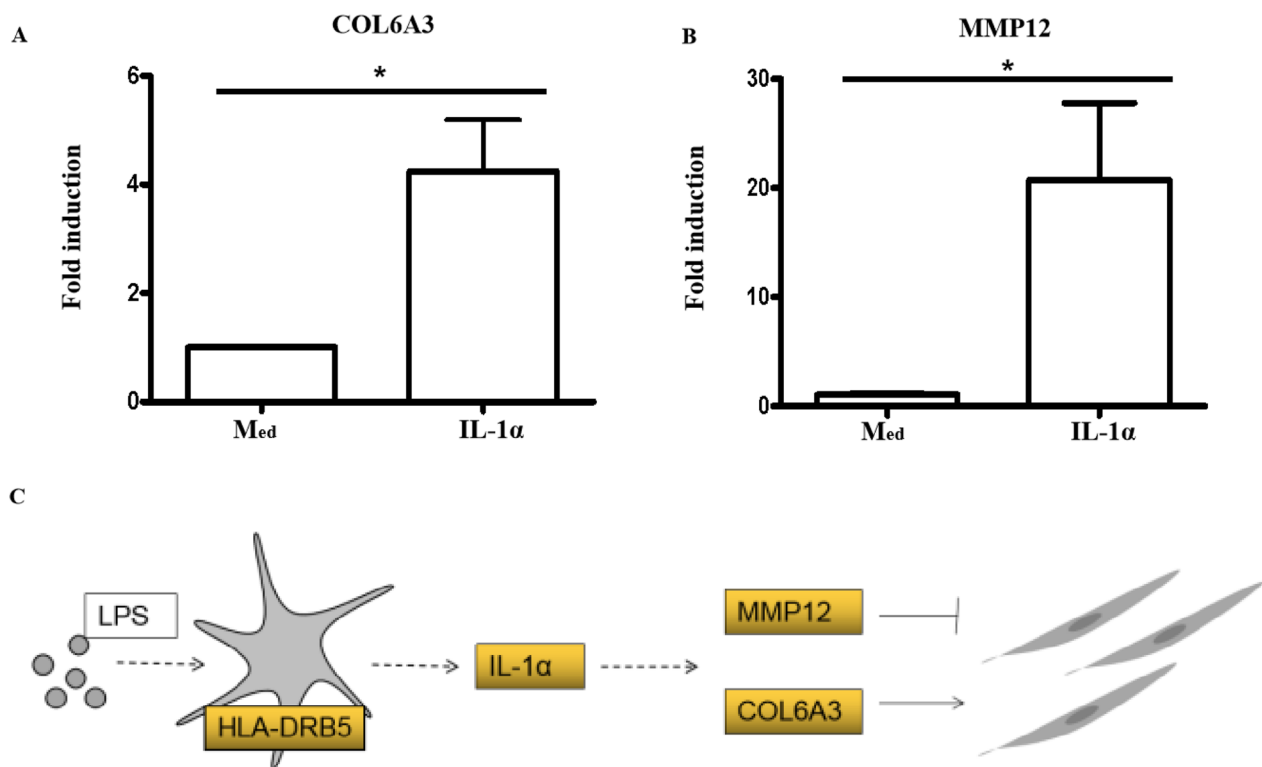 A
COL6A3
*
6
4
2
0
Fold induction
Med
IL-1α
B
MMP12
*
30
20
10
0
Fold induction
Med
IL-1α
C
LPS
HLA-DRB5
IL-1α
MMP12
COL6A3